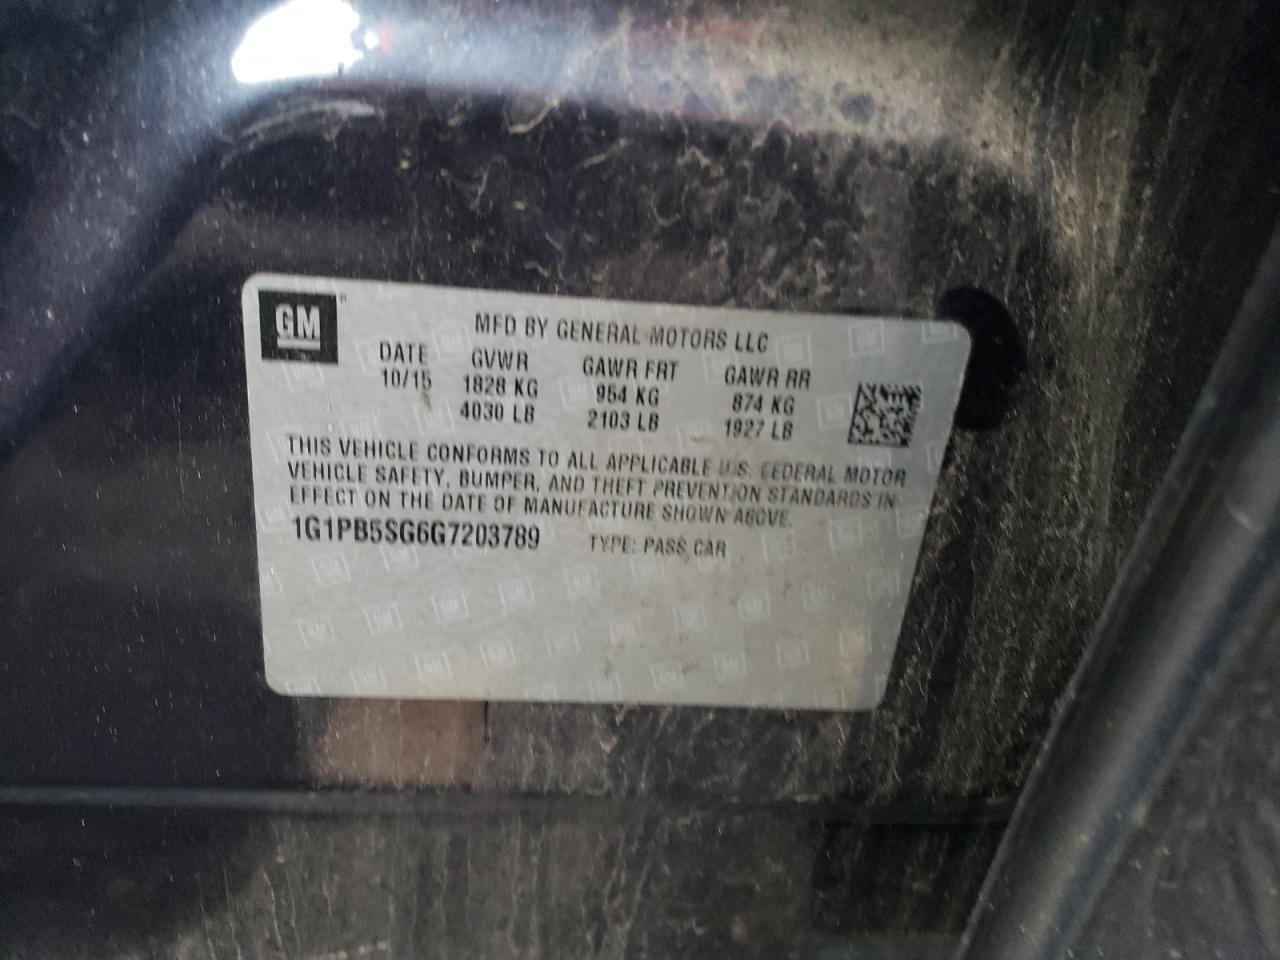 GM
MFD BY GENERAL MOTORS LLC
DATE GVWR GAWR FRT GAWR RR
10/15 1828 KG 954 KG 874 KG
4030 LB 2103 LB 1927 LB
THIS VEHICLE CONFORMS TO ALL APPLICABLE U.S. FEDERAL MOTOR
VEHICLE SAFETY, BUMPER, AND THEFT PREVENTION STANDARDS IN
EFFECT ON THE DATE OF MANUFACTURE SHOWN ABOVE.
1G1PB5SG6G7203789 TYPE: PASS CAR